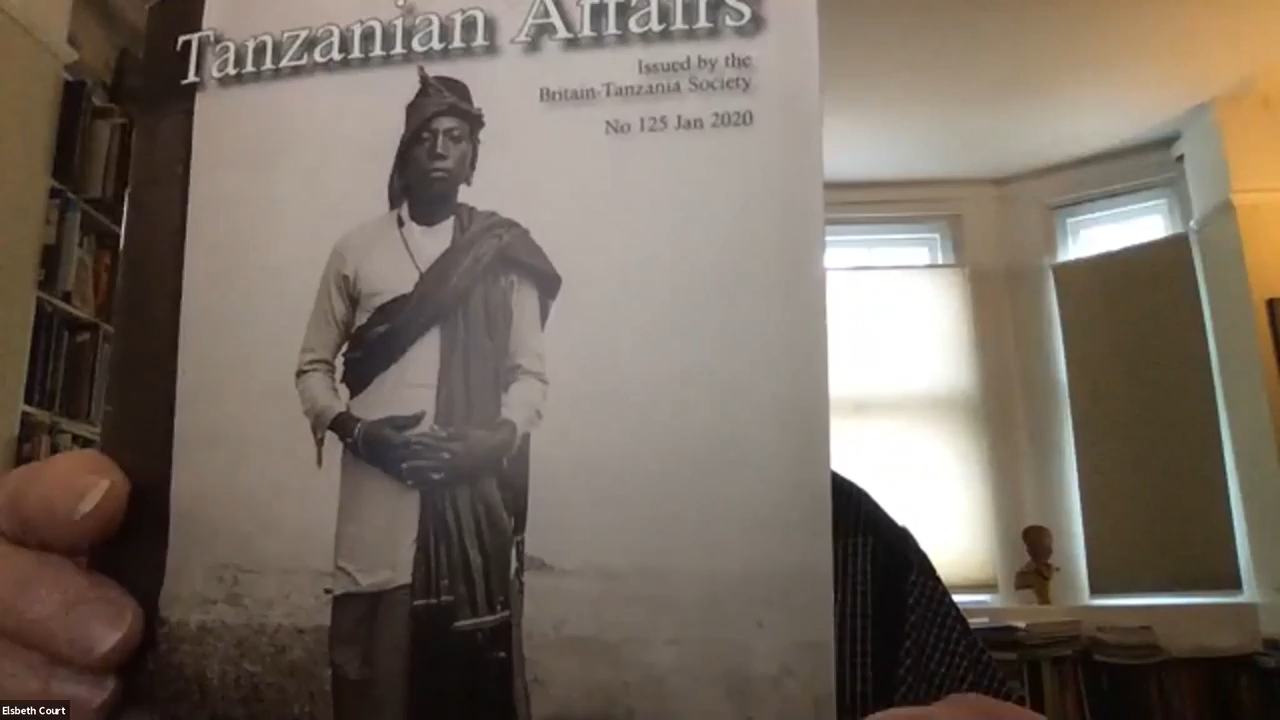 Tanzanian Affairs
Issued by the
Britain-Tanzania Society
No 125 Jan 2020
Elsbeth Court